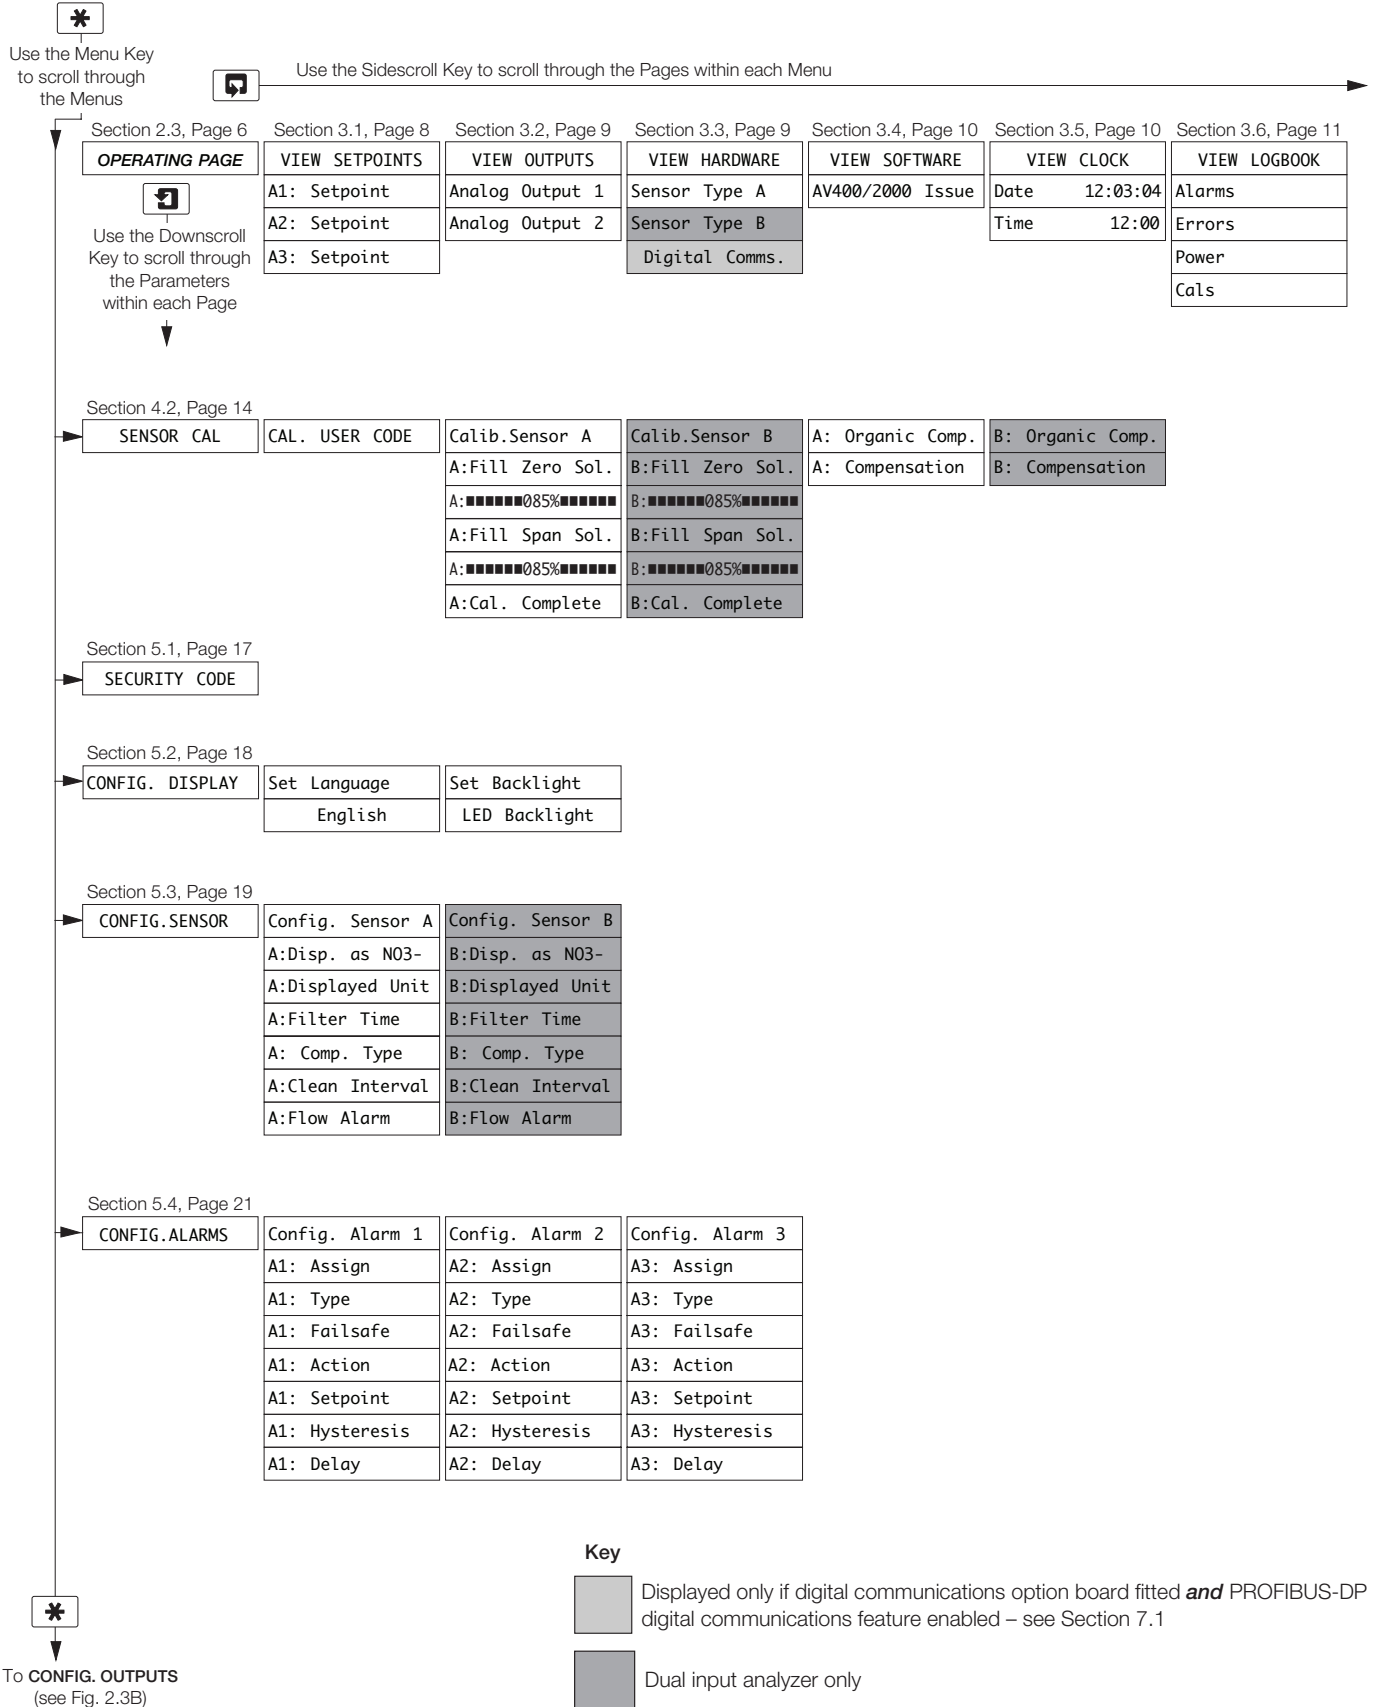 Use the Menu Key
to scroll through
the Menus
Use the Sidescroll Key to scroll through the Pages within each Menu
Section 2.3, Page 6
Section 3.1, Page 8
Section 3.2, Page 9
Section 3.3, Page 9
Section 3.4, Page 10
Section 3.5, Page 10
Section 3.6, Page 11
OPERATING PAGE
Use the Downscroll
Key to scroll through
the Parameters
within each Page
VIEW SETPOINTS
A1: Setpoint
A2: Setpoint
A3: Setpoint
VIEW OUTPUTS
Analog Output 1
Analog Output 2
VIEW HARDWARE
Sensor Type A
Sensor Type B
Digital Comms.
VIEW SOFTWARE
AV400/2000 Issue
VIEW CLOCK
Date 12:03:04
Time 12:00
VIEW LOGBOOK
Alarms
Errors
Power
Cals
Section 4.2, Page 14
SENSOR CAL
CAL. USER CODE
Calib.Sensor A
A:Fill Zero Sol.
A:■■■■■■085%■■■■■■
A:Fill Span Sol.
A:■■■■■■085%■■■■■■
A:Cal. Complete
Calib.Sensor B
B:Fill Zero Sol.
B:■■■■■■085%■■■■■■
B:Fill Span Sol.
B:■■■■■■085%■■■■■■
B:Cal. Complete
A: Organic Comp.
A: Compensation
B: Organic Comp.
B: Compensation
Section 5.1, Page 17
SECURITY CODE
Section 5.2, Page 18
CONFIG. DISPLAY
Set Language
English
Set Backlight
LED Backlight
Section 5.3, Page 19
CONFIG.SENSOR
Config. Sensor A
A:Disp. as NO3-
A:Displayed Unit
A:Filter Time
A: Comp. Type
A:Clean Interval
A:Flow Alarm
Config. Sensor B
B:Disp. as NO3-
B:Displayed Unit
B:Filter Time
B: Comp. Type
B:Clean Interval
B:Flow Alarm
Section 5.4, Page 21
CONFIG.ALARMS
Config. Alarm 1
A1: Assign
A1: Type
A1: Failsafe
A1: Action
A1: Setpoint
A1: Hysteresis
A1: Delay
Config. Alarm 2
A2: Assign
A2: Type
A2: Failsafe
A2: Action
A2: Setpoint
A2: Hysteresis
A2: Delay
Config. Alarm 3
A3: Assign
A3: Type
A3: Failsafe
A3: Action
A3: Setpoint
A3: Hysteresis
A3: Delay
Key
Displayed only if digital communications option board fitted and PROFIBUS-DP
digital communications feature enabled – see Section 7.1
Dual input analyzer only
To CONFIG. OUTPUTS
(see Fig. 2.3B)